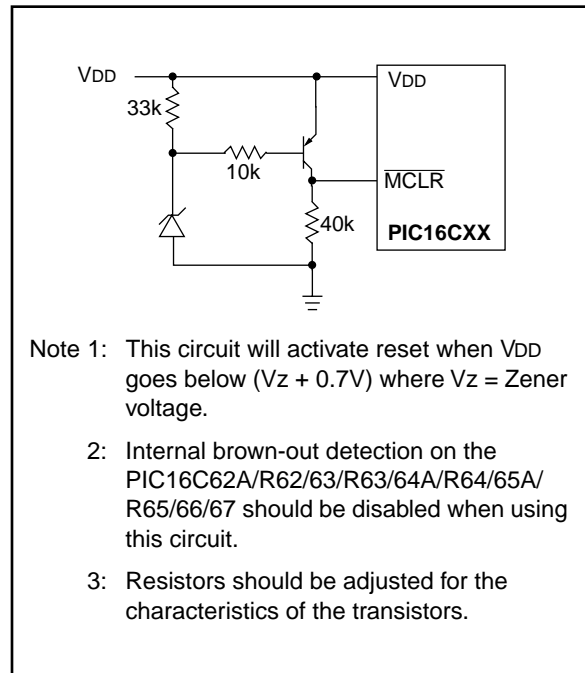 VDD
VDD
33k
10k
MCLR
40k
PIC16CXX
Note 1: This circuit will activate reset when VDD
goes below (Vz + 0.7V) where Vz = Zener
voltage.
2: Internal brown-out detection on the
PIC16C62A/R62/63/R63/64A/R64/65A/
R65/66/67 should be disabled when using
this circuit.
3: Resistors should be adjusted for the
characteristics of the transistors.